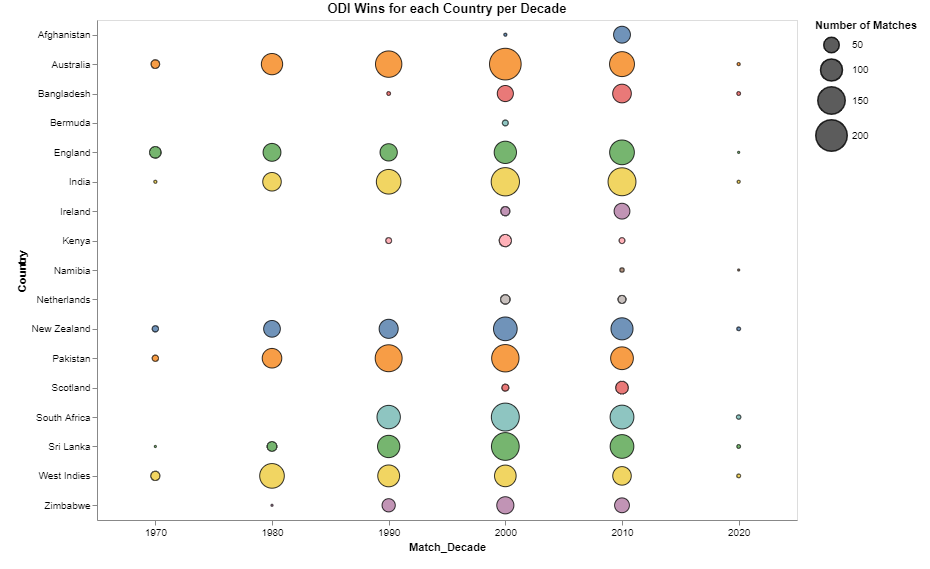 ODI Wins for each Country per Decade
Number of Matches
50
100
150
200
Country
Afghanistan
Australia
Bangladesh
Bermuda
England
India
Ireland
Kenya
Namibia
Netherlands
New Zealand
Pakistan
Scotland
South Africa
Sri Lanka
West Indies
Zimbabwe
1970 1980 1990 2000 2010 2020
Match_Decade